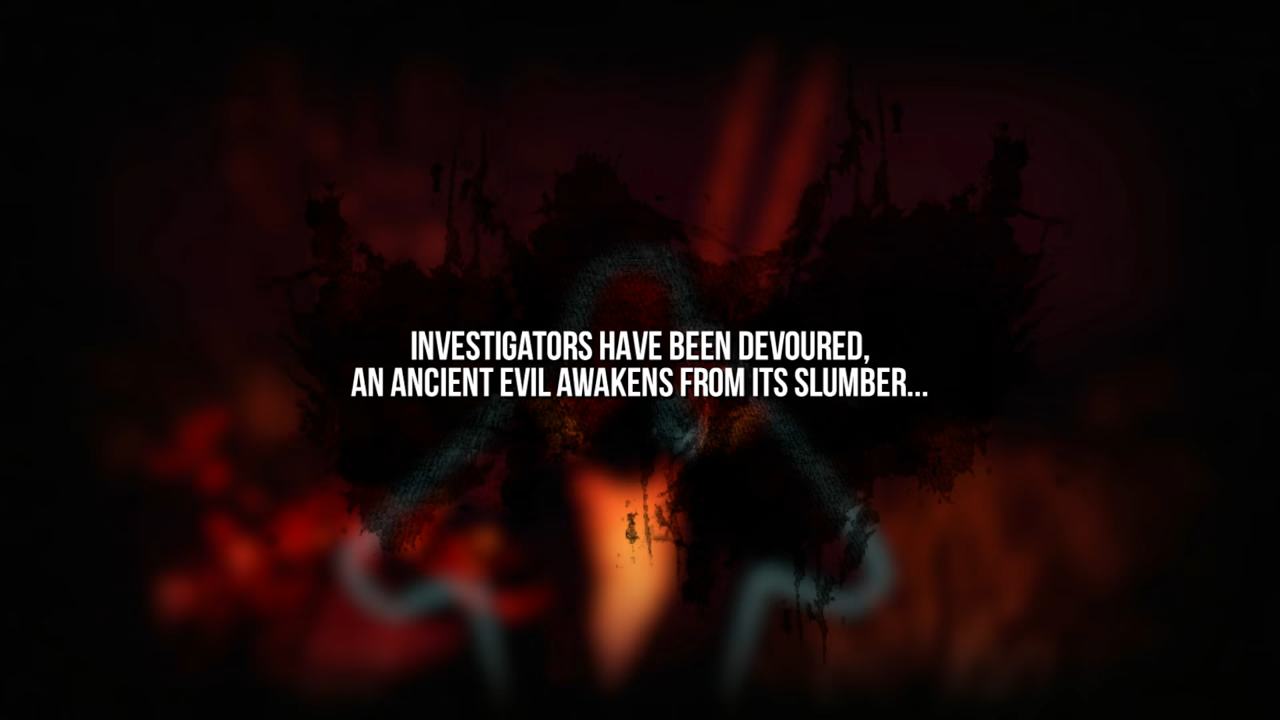 INVESTIGATORS HAVE BEEN DEVOURED,
AN ANCIENT EVIL AWAKENS FROM ITS SLUMBER...